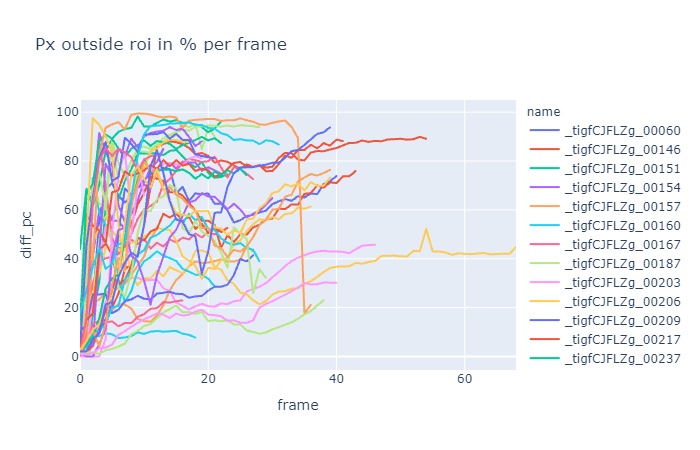 Px outside roi in % per frame
name
100
80
60
40
20
0
diff_pc
0
20
40
60
frame
_tigfCJFLZg_00060
_tigfCJFLZg_00146
_tigfCJFLZg_00151
_tigfCJFLZg_00154
_tigfCJFLZg_00157
_tigfCJFLZg_00160
_tigfCJFLZg_00167
_tigfCJFLZg_00187
_tigfCJFLZg_00203
_tigfCJFLZg_00206
_tigfCJFLZg_00209
_tigfCJFLZg_00217
_tigfCJFLZg_00237